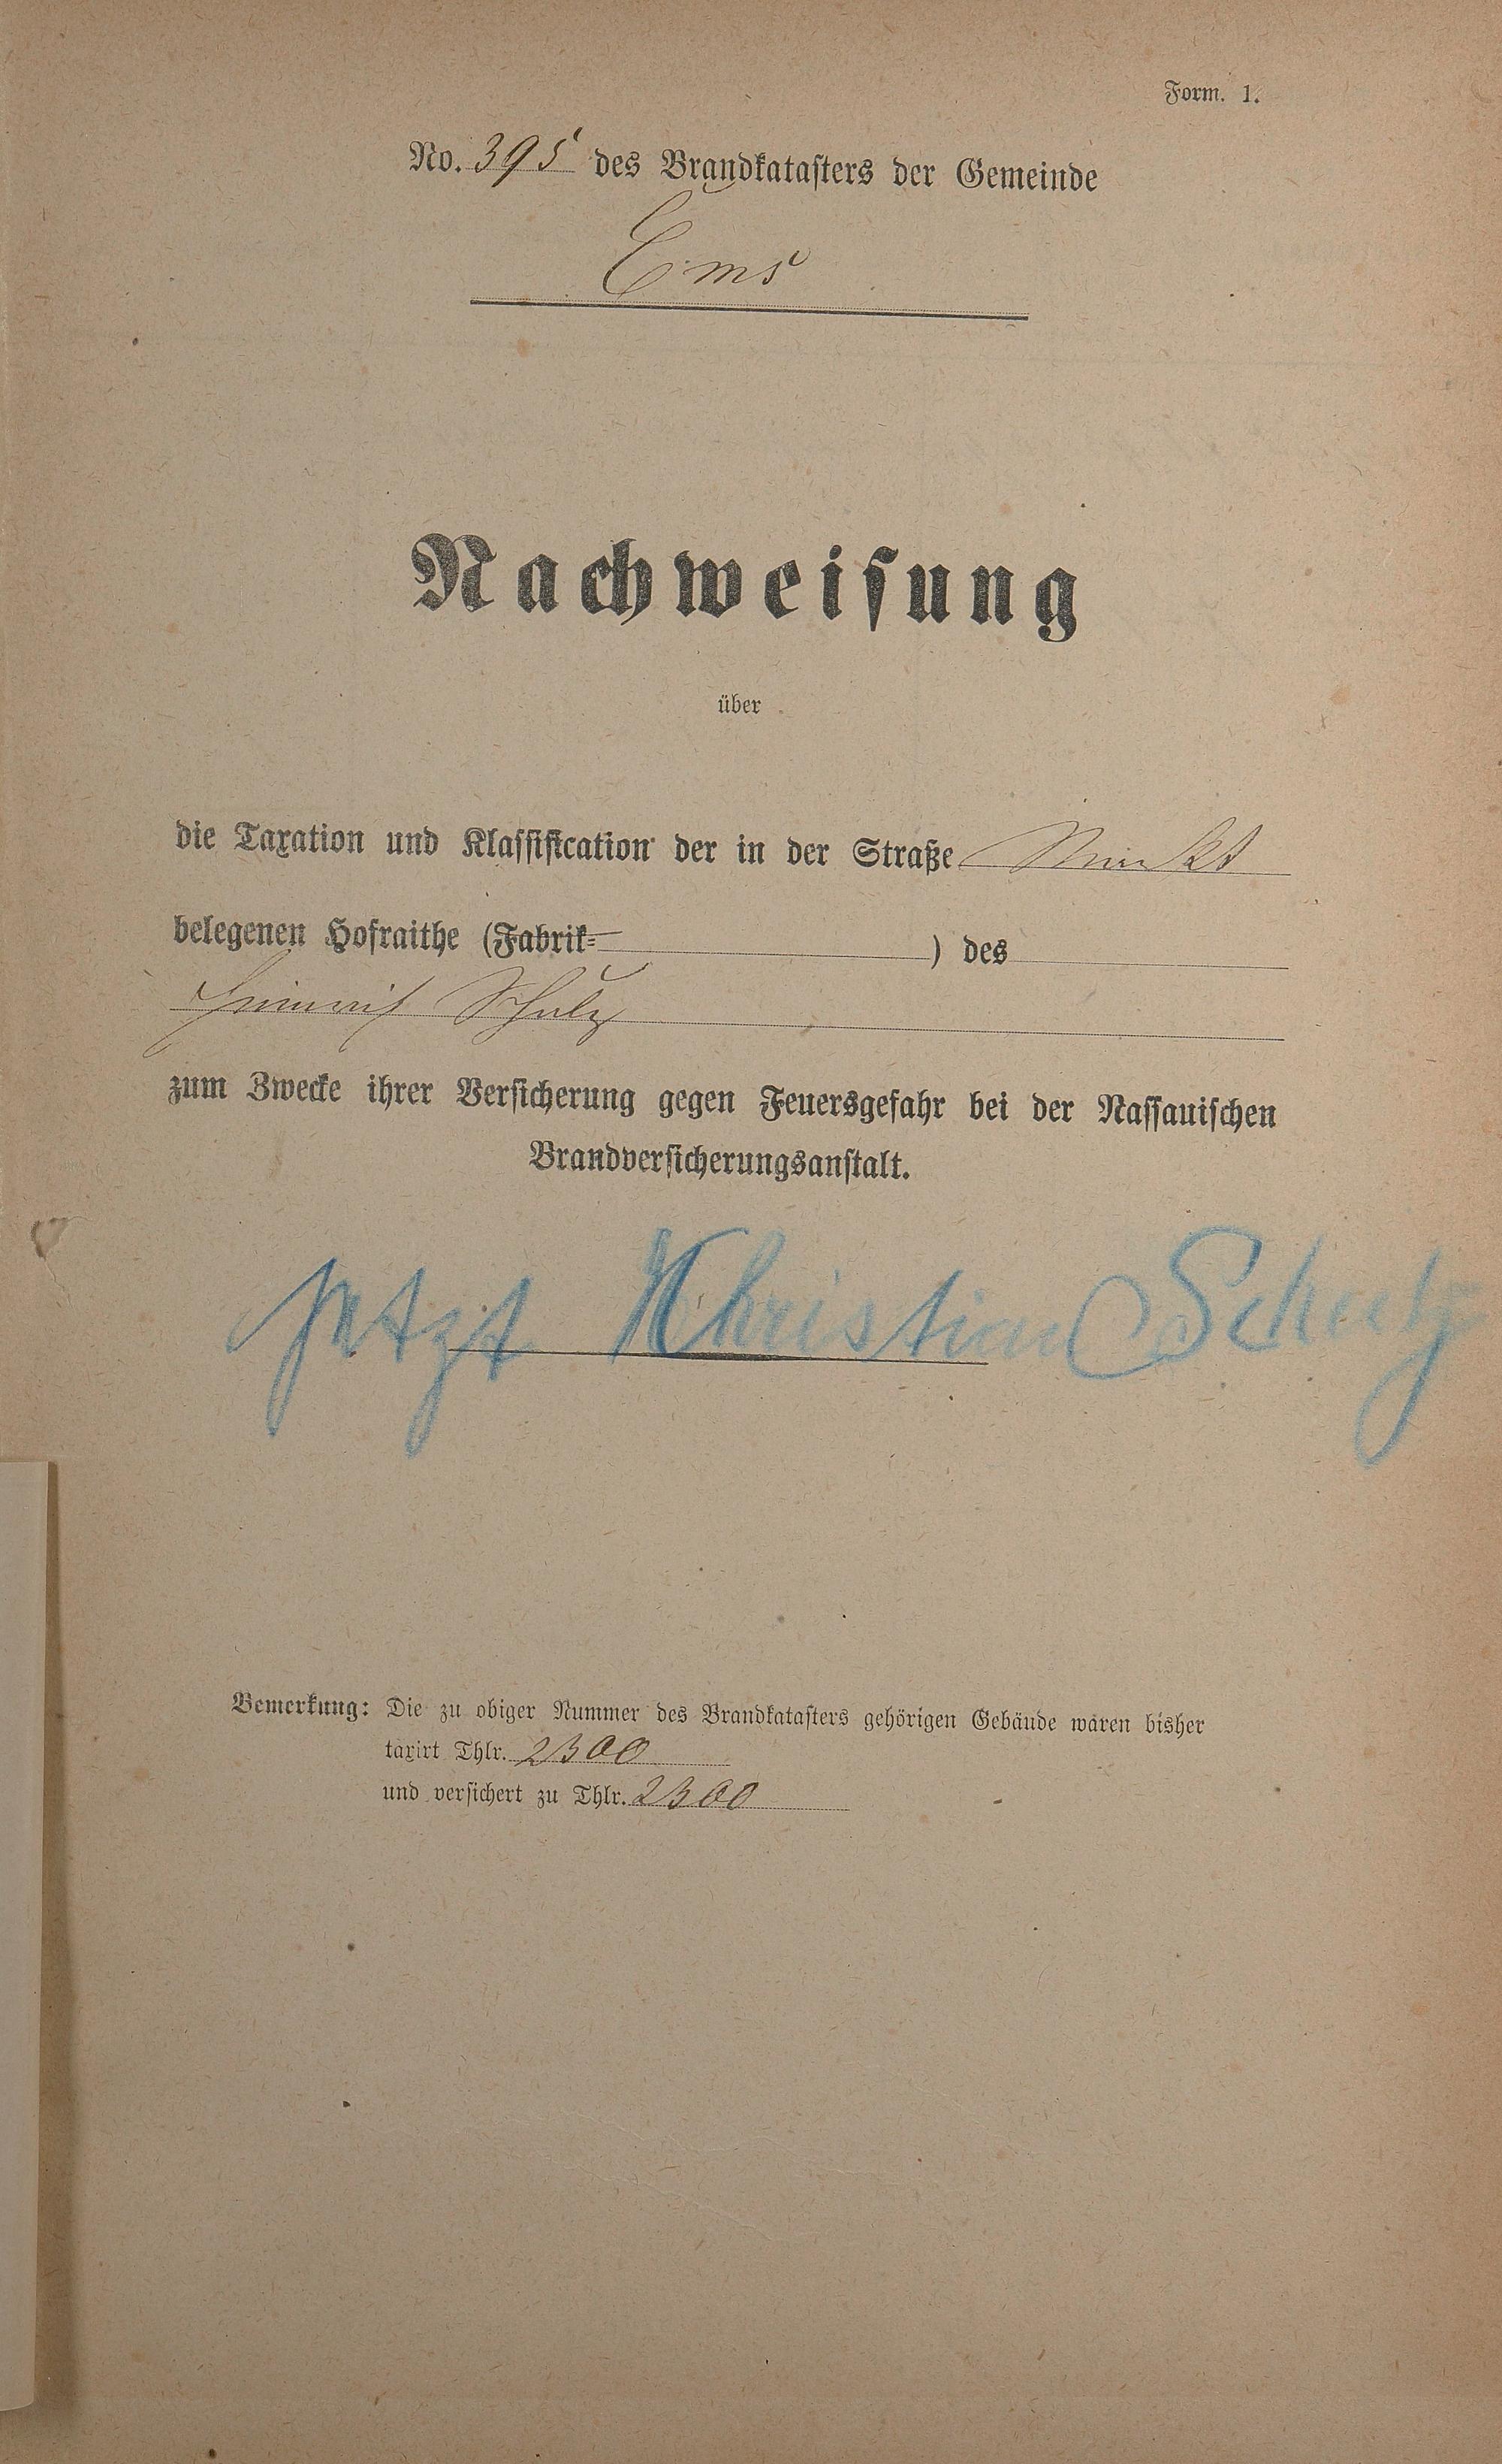 Form. 1.
No. 395 des Brandkatasters der Gemeinde
Ems
Nachweisung
über
die Taxation und Klassification der in der Straße Markt
belegenen Hofraithe (Fabrik= ) des
Heinrich Schulz
zum Zwecke ihrer Versicherung gegen Feuersgefahr bei der Nassauischen
Brandversicherungsanstalt.
jetzt Christian
Bemerkung: Die zu obiger Nummer des Brandkatasters gehörigen Gebäude waren bisher
taxirt Thlr. 2300
und versichert zu Thlr. 2300